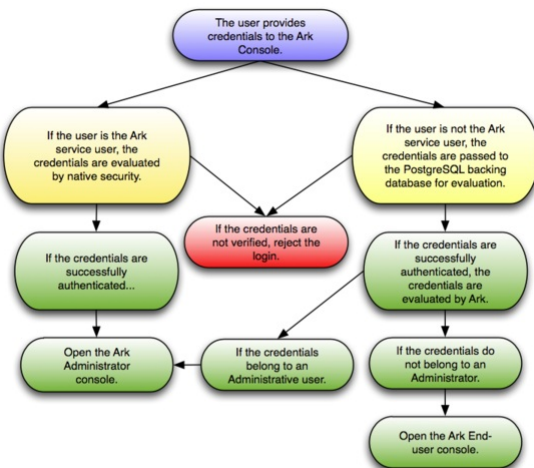 The user provides
credentials to the Ark
Console.
If the user is the Ark
service user, the
credentials are evaluated
by native security.
If the user is not the Ark
service user, the
credentials are passed to
the PostgreSQL backing
database for evaluation.
If the credentials are
not verified, reject the
login.
If the credentials are
successfully
authenticated...
If the credentials are
successfully
authenticated, the
credentials are
evaluated by Ark.
Open the Ark
Administrator
console.
If the credentials
belong to an
Administrative user.
If the credentials do
not belong to an
Administrator.
Open the Ark End-
user console.